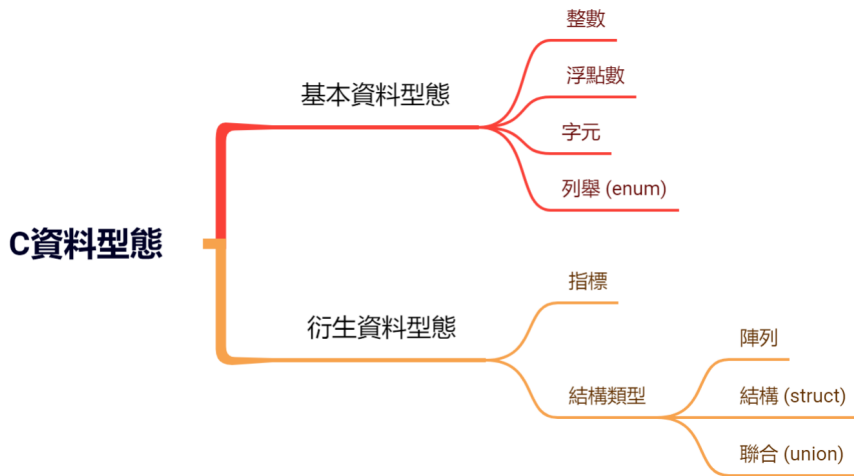 C資料型態
基本資料型態
整數
浮點數
字元
列舉 (enum)
衍生資料型態
指標
結構類型
陣列
結構 (struct)
聯合 (union)